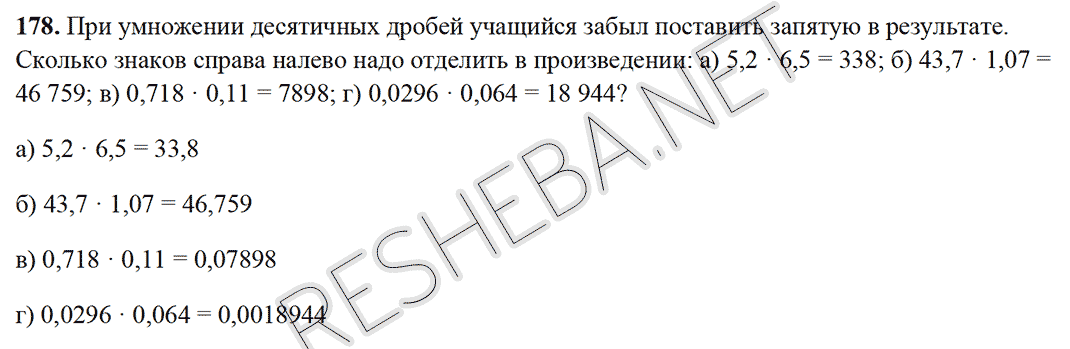 178. При умножении десятичных дробей учащийся забыл поставить запятую в результате.
Сколько знаков справа налево надо отделить в произведении: а) 5,2 · 6,5 = 338; б) 43,7 · 1,07 =
46 759; в) 0,718 · 0,11 = 7898; г) 0,0296 · 0,064 = 18 944?
а) 5,2 · 6,5 = 33,8
б) 43,7 · 1,07 = 46,759
в) 0,718 · 0,11 = 0,07898
г) 0,0296 · 0,064 = 0,0018944
RESHEBA.NET